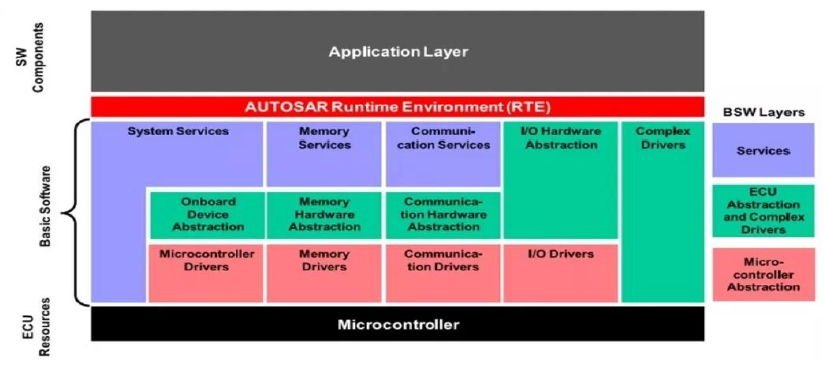 SW
Components
Application Layer
AUTOSAR Runtime Environment (RTE)
Basic Software
System Services
Memory
Services
Communi-
cation Services
I/O Hardware
Abstraction
Complex
Drivers
Onboard
Device
Abstraction
Memory
Hardware
Abstraction
Communica-
tion Hardware
Abstraction
Microcontroller
Drivers
Memory
Drivers
Communica-
tion Drivers
I/O Drivers
ECU
Resources
Microcontroller
BSW Layers
Services
ECU
Abstraction
and Complex
Drivers
Micro-
controller
Abstraction